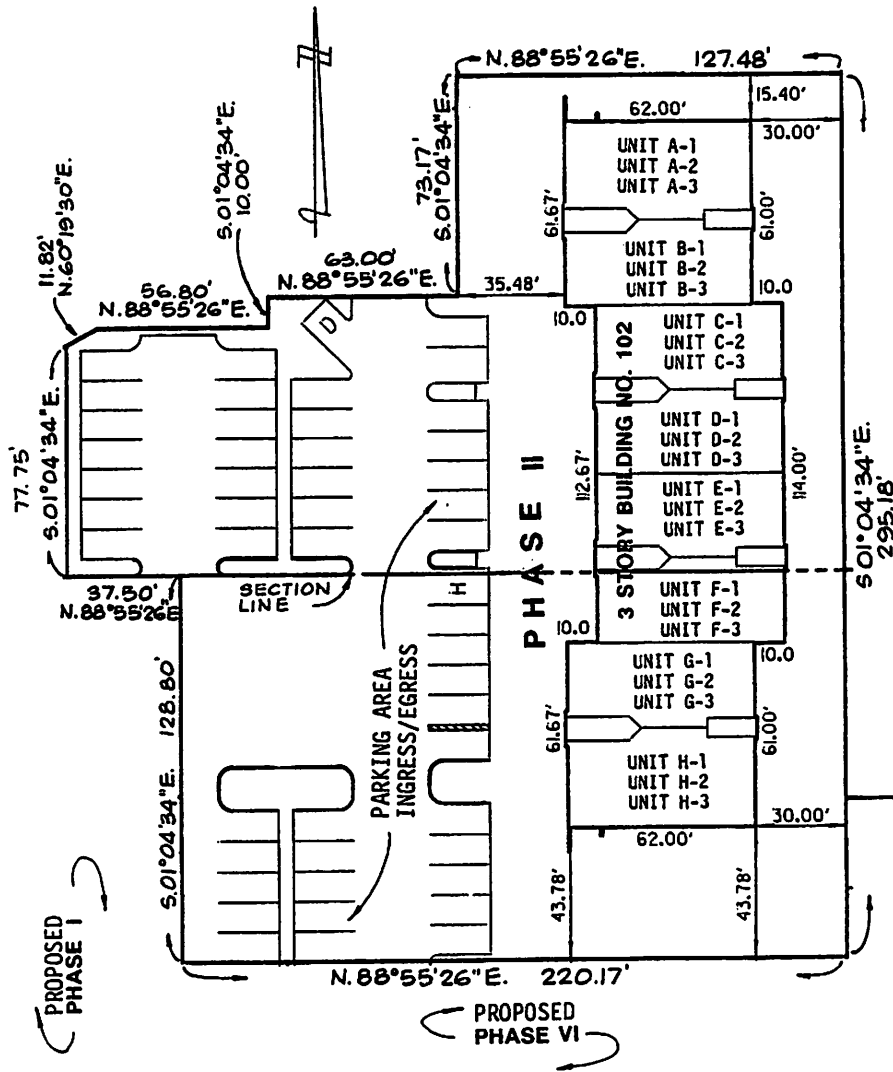 N.88°55'26"E. 127.48'
15.40'
62.00'
30.00'
UNIT A-1
UNIT A-2
UNIT A-3
S.01°04'34"E.
10.00'
73.17'
S.01°04'34"E.
61.67'
61.00'
11.82'
N.60°19'30"E.
56.80'
N.88°55'26"E.
63.00'
N.88°55'26"E.
UNIT B-1
UNIT B-2
UNIT B-3
35.48'
10.0
10.0
D
UNIT C-1
UNIT C-2
UNIT C-3
77.75'
S.01°04'34"E.
UNIT D-1
UNIT D-2
UNIT D-3
112.67'
3 STORY BUILDING NO. 102
114.00'
UNIT E-1
UNIT E-2
UNIT E-3
PHASE II
S 01°04'34"E.
295.18'
37.50'
N.88°55'26"E
SECTION
LINE
H
UNIT F-1
UNIT F-2
UNIT F-3
10.0
10.0
UNIT G-1
UNIT G-2
UNIT G-3
S.01°04'34"E. 128.80'
PARKING AREA
INGRESS/EGRESS
61.67'
61.00'
UNIT H-1
UNIT H-2
UNIT H-3
30.00'
62.00'
43.78'
43.78'
PROPOSED
PHASE I
N.88°55'26"E. 220.17'
PROPOSED
PHASE VI